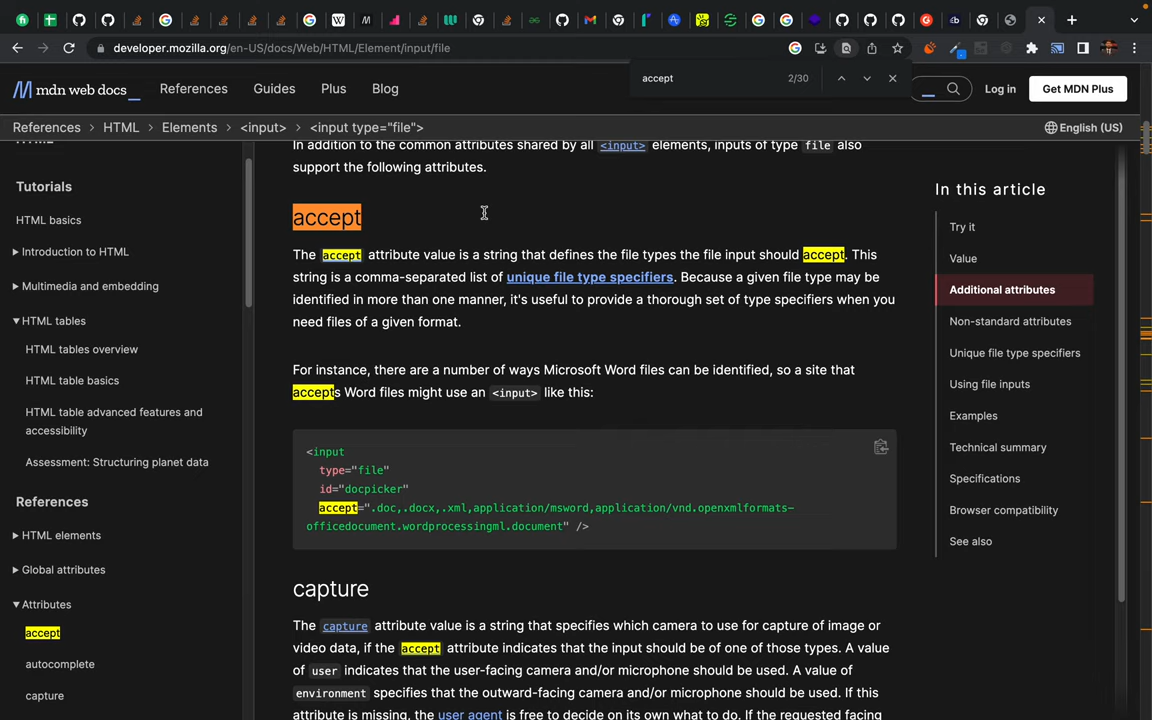 developer.mozilla.org/en-US/docs/Web/HTML/Element/input/file
accept 2/30
mdn web docs_ References Guides Plus Blog Log in Get MDN Plus
References HTML Elements <input> <input type="file"> English (US)
Tutorials
HTML basics
Introduction to HTML
Multimedia and embedding
HTML tables
HTML tables overview
HTML table basics
HTML table advanced features and
accessibility
Assessment: Structuring planet data
References
HTML elements
Global attributes
Attributes
accept
autocomplete
capture
In addition to the common attributes shared by all <input> elements, inputs of type file also
support the following attributes.
accept
The accept attribute value is a string that defines the file types the file input should accept. This
string is a comma-separated list of unique file type specifiers. Because a given file type may be
identified in more than one manner, it's useful to provide a thorough set of type specifiers when you
need files of a given format.
For instance, there are a number of ways Microsoft Word files can be identified, so a site that
accepts Word files might use an <input> like this:
<input
type="file"
id="docpicker"
accept=".doc,.docx,.xml,application/msword,application/vnd.openxmlformats-
officedocument.wordprocessingml.document" />
capture
The capture attribute value is a string that specifies which camera to use for capture of image or
video data, if the accept attribute indicates that the input should be of one of those types. A value
of user indicates that the user-facing camera and/or microphone should be used. A value of
environment specifies that the outward-facing camera and/or microphone should be used. If this
attribute is missing, the user agent is free to decide on its own what to do. If the requested facing
In this article
Try it
Value
Additional attributes
Non-standard attributes
Unique file type specifiers
Using file inputs
Examples
Technical summary
Specifications
Browser compatibility
See also